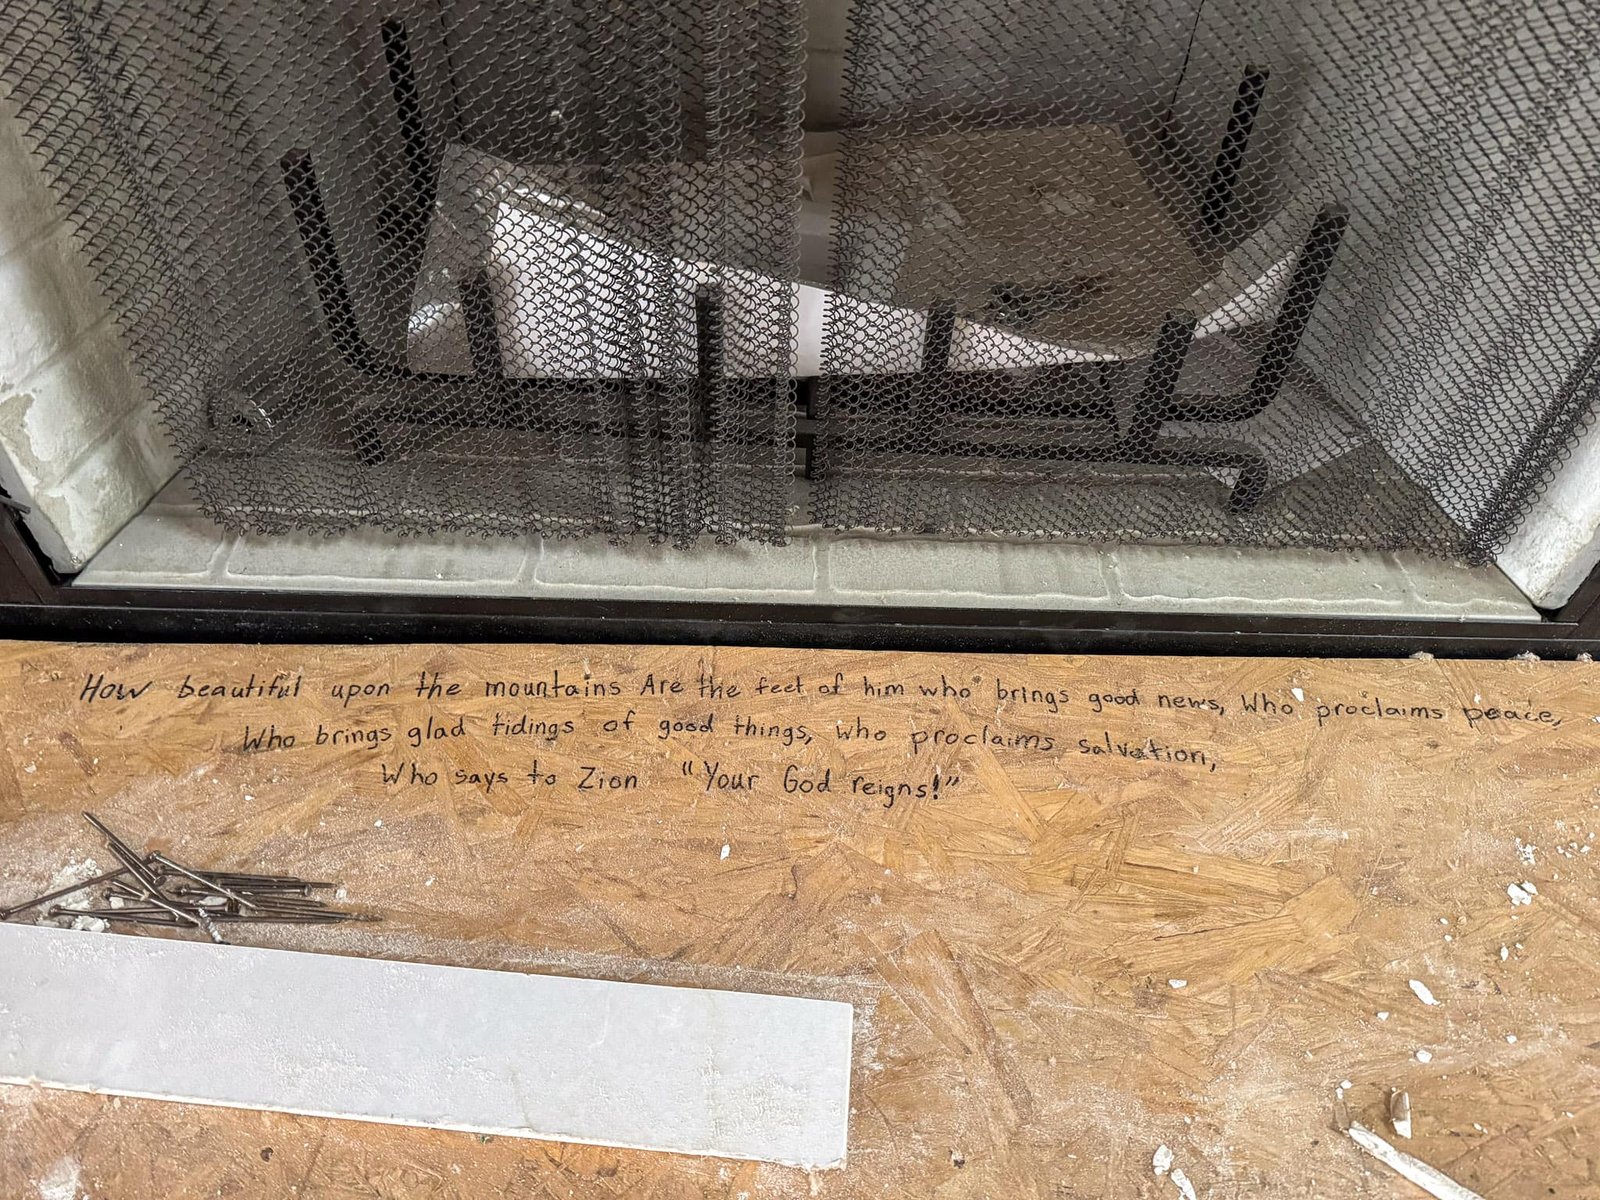 How beautiful upon the mountains Are the feet of him who brings good news, Who proclaims peace,
Who brings glad tidings of good things, who proclaims salvation,
Who says to Zion "Your God reigns!"